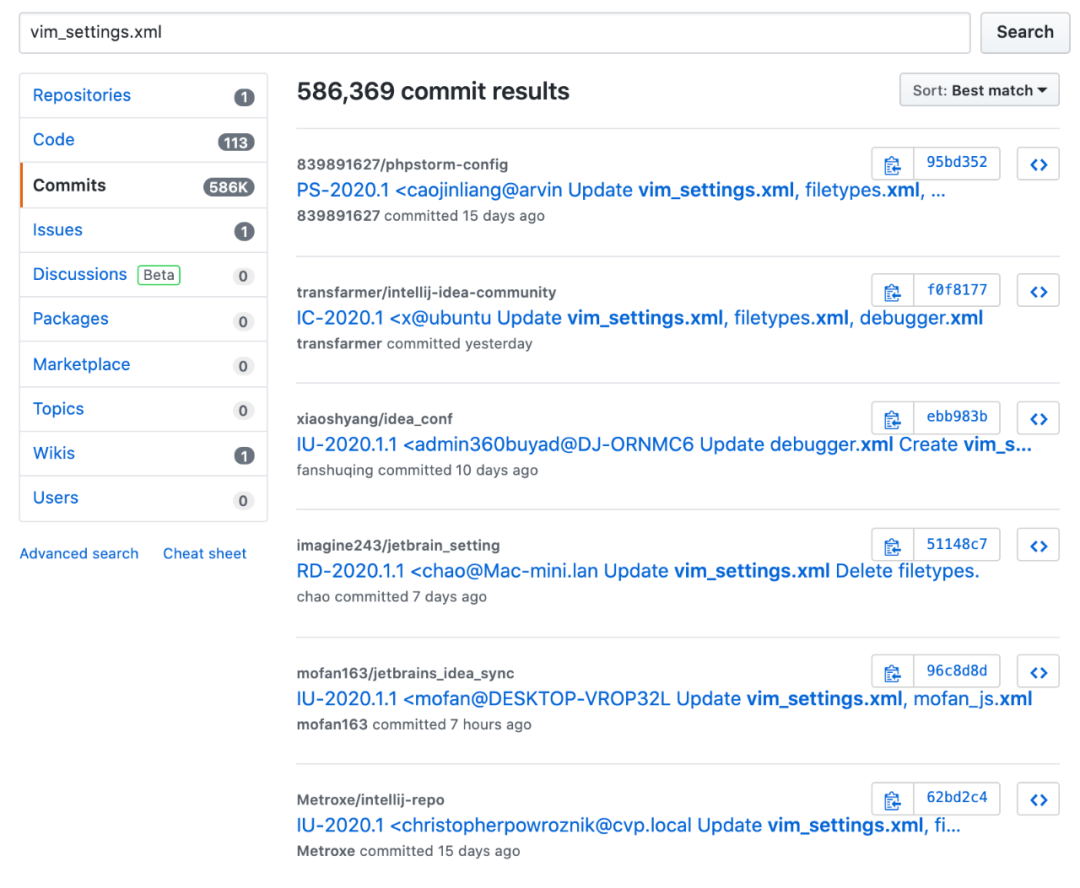 vim_settings.xml
Search
Repositories 1
Code 113
Commits 586K
Issues 1
Discussions Beta 0
Packages 0
Marketplace 0
Topics 0
Wikis 1
Users 0
Advanced search Cheat sheet
586,369 commit results
Sort: Best match
839891627/phpstorm-config
95bd352
PS-2020.1 <caojinliang@arvin Update vim_settings.xml, filetypes.xml, ...
839891627 committed 15 days ago
transfarmer/intellij-idea-community
f0f8177
IC-2020.1 <x@ubuntu Update vim_settings.xml, filetypes.xml, debugger.xml
transfarmer committed yesterday
xiaoshyang/idea_conf
ebb983b
IU-2020.1.1 <admin360buyad@DJ-ORNMC6 Update debugger.xml Create vim_s...
fanshuqing committed 10 days ago
imagine243/jetbrain_setting
51148c7
RD-2020.1.1 <chao@Mac-mini.lan Update vim_settings.xml Delete filetypes.
chao committed 7 days ago
mofan163/jetbrains_idea_sync
96c8d8d
IU-2020.1.1 <mofan@DESKTOP-VROP32L Update vim_settings.xml, mofan_js.xml
mofan163 committed 7 hours ago
Metroxe/intellij-repo
62bd2c4
IU-2020.1 <christopherpowroznik@cvp.local Update vim_settings.xml, fi...
Metroxe committed 15 days ago